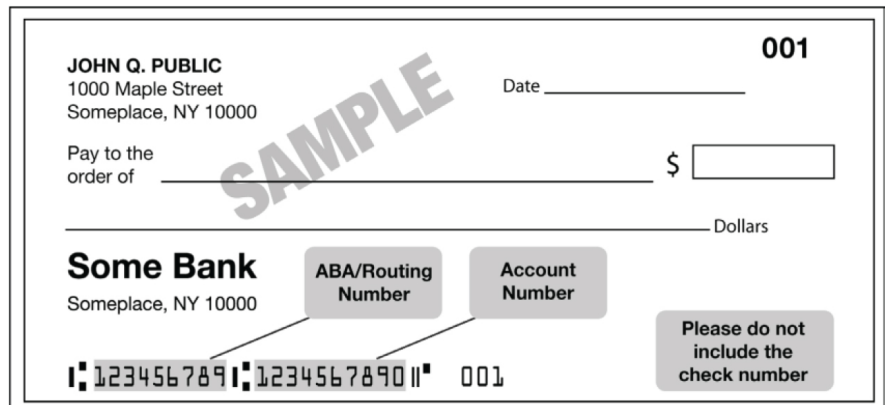 001
JOHN Q. PUBLIC
1000 Maple Street
Someplace, NY 10000
Date
SAMPLE
Pay to the
order of
$
Dollars
Some Bank
Someplace, NY 10000
ABA/Routing
Number
Account
Number
Please do not
include the
check number
⑆123456789⑆1234567890⑈ 001